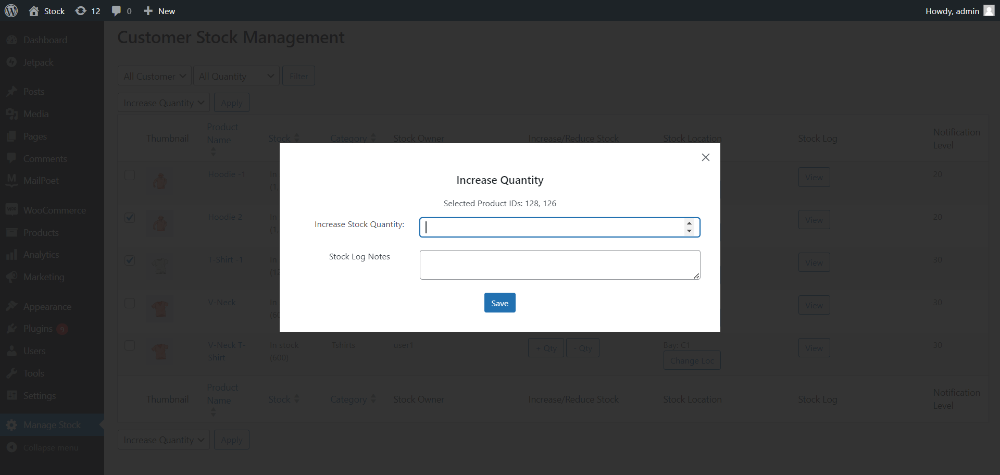 Stock
12
0
New
Howdy, admin
Dashboard
Jetpack
Posts
Media
Pages
Comments
MailPoet
WooCommerce
Products
Analytics
Marketing
Appearance
Plugins 9
Users
Tools
Settings
Manage Stock
Collapse menu
Customer Stock Management
All Customer
All Quantity
Filter
Increase Quantity
Apply
Thumbnail
Product
Name
Stock
Category
Stock Owner
Increase/Reduce Stock
Stock Location
Stock Log
Notification
Level
Hoodie -1
In
(1,
View
20
Hoodie 2
In
(1,
View
20
T-Shirt -1
In
(12
View
30
V-Neck
In
(60
View
30
V-Neck T-
Shirt
In stock
(600)
Tshirts
user1
+ Qty
- Qty
Bay: C1
Change Loc
View
30
Increase Quantity
Selected Product IDs: 128, 126
Increase Stock Quantity:
Stock Log Notes
Save
Thumbnail
Product
Name
Stock
Category
Stock Owner
Increase/Reduce Stock
Stock Location
Stock Log
Notification
Level
Increase Quantity
Apply